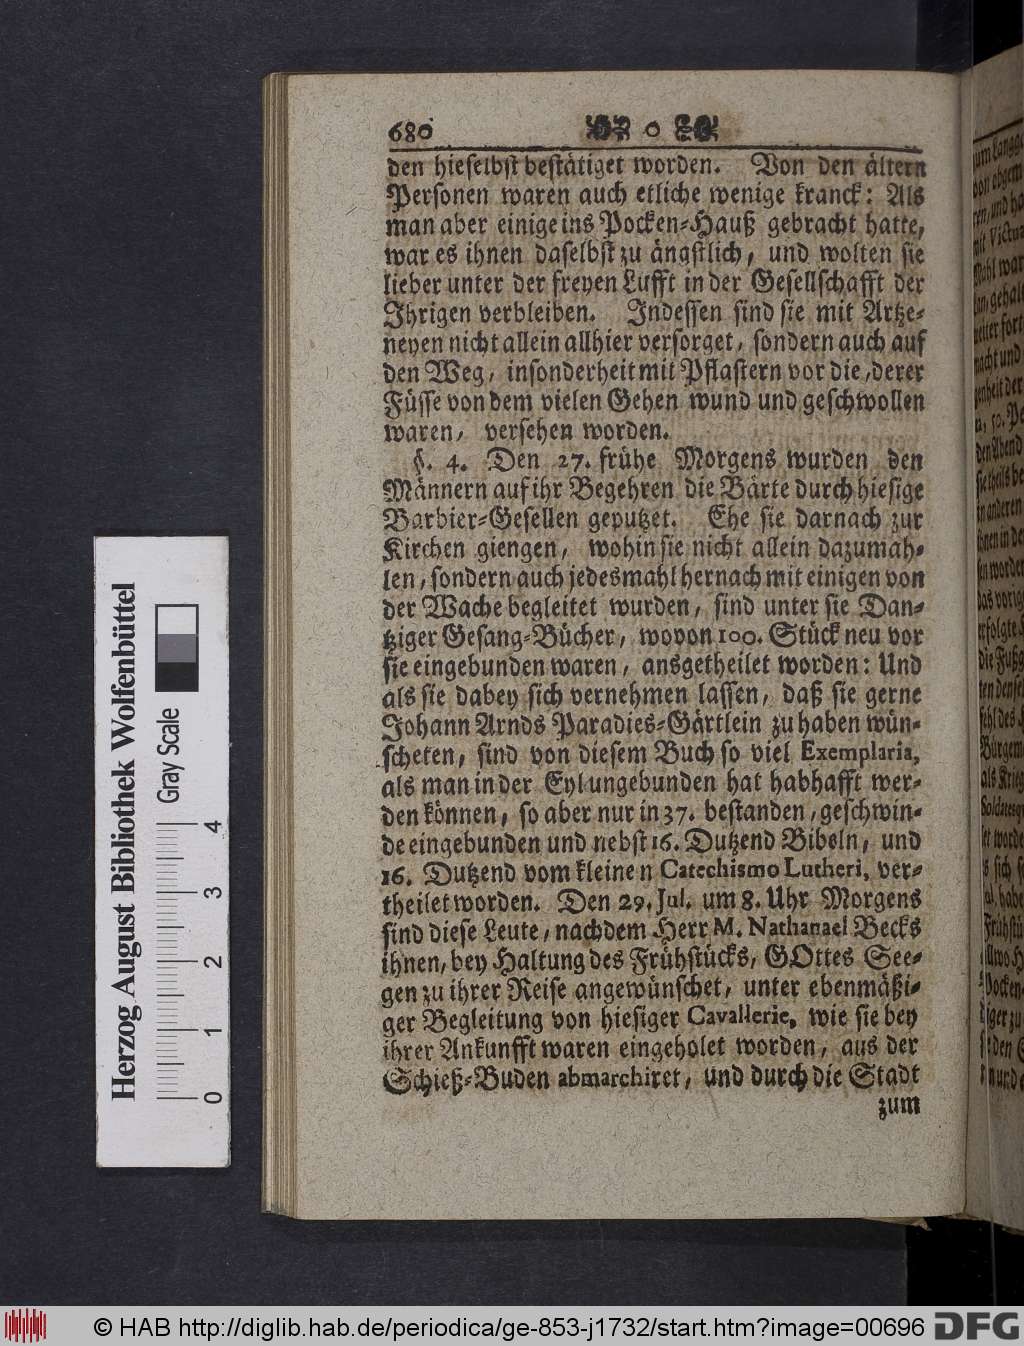 680 o
den hieselbst bestätiget worden. Von den ältern
Personen waren auch etliche wenige kranck: Als
man aber einige ins Pocken-Hauß gebracht hatte,
war es ihnen daselbst zu ängstlich, und wolten sie
lieber unter der freyen Lufft in der Gesellschafft der
Ihrigen verbleiben. Indessen sind sie mit Artze-
neyen nicht allein allhier versorget, sondern auch auf
den Weg, insonderheit mit Pflastern vor die, derer
Füsse von dem vielen Gehen wund und geschwollen
waren, versehen worden.
§. 4. Den 27. frühe Morgens wurden den
Männern auf ihr Begehren die Bärte durch hiesige
Barbier-Gesellen geputzet. Ehe sie darnach zur
Kirchen giengen, wohin sie nicht allein dazumah-
len, sondern auch jedesmahl hernach mit einigen von
der Wache begleitet wurden, sind unter sie Dan-
tziger Gesang-Bücher, wovon 100. Stück neu vor
sie eingebunden waren, ansgetheilet worden: Und
als sie dabey sich vernehmen lassen, daß sie gerne
Johann Arnds Paradies-Gärtlein zu haben wün-
scheten, sind von diesem Buch so viel Exemplaria,
als man in der Eyl ungebunden hat habhafft wer-
den können, so aber nur in 37. bestanden, geschwin-
de eingebunden und nebst 16. Dutzend Bibeln, und
16. Dutzend vom kleinen Catechismo Lutheri, ver-
theilet worden. Den 29. Jul. um 8. Uhr Morgens
sind diese Leute, nachdem Herr M. Nathanael Becks
ihnen, bey Haltung des Frühstücks, GOttes See-
gen zu ihrer Reise angewünschet, unter ebenmäßi-
ger Begleitung von hiesiger Cavallerie, wie sie bey
ihrer Ankunfft waren eingeholet worden, aus der
Schieß-Buden abmarchiret, und durch die Stadt
zum
Herzog August Bibliothek Wolfenbüttel
Gray Scale
0 1 2 3 4
© HAB http://diglib.hab.de/periodica/ge-853-j1732/start.htm?image=00696
DFG